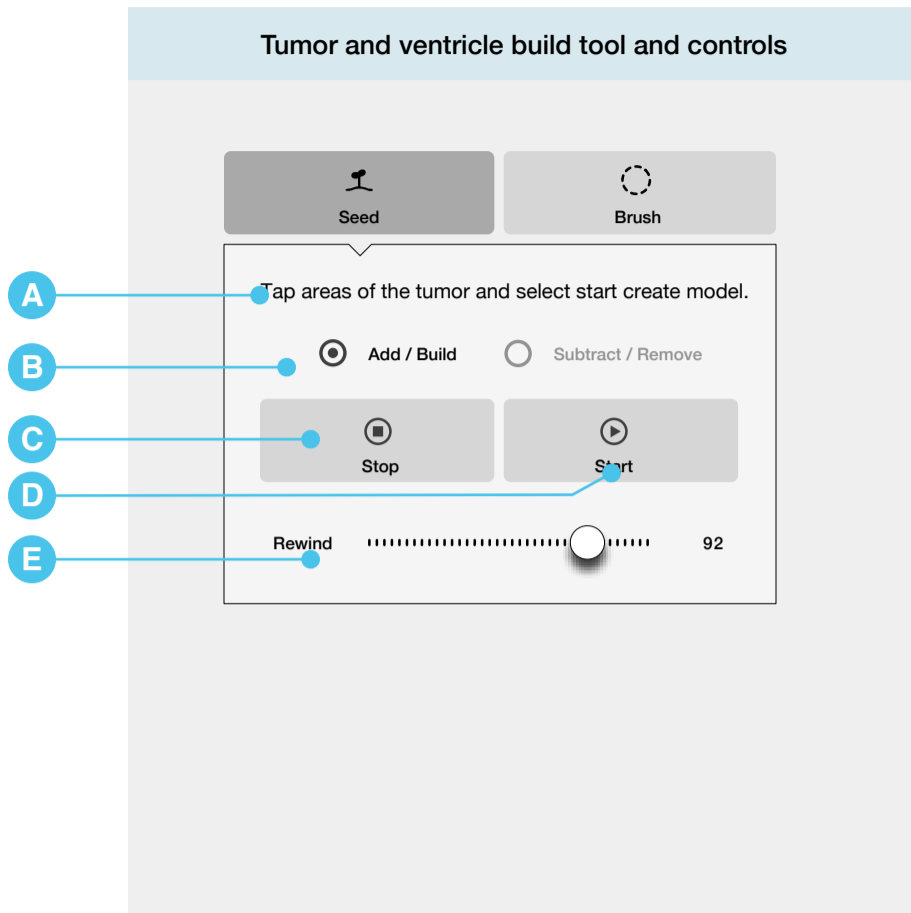 Tumor and ventricle build tool and controls
Seed
Brush
A
Tap areas of the tumor and select start create model.
B
Add / Build
Subtract / Remove
C
Stop
Start
D
E
Rewind
92